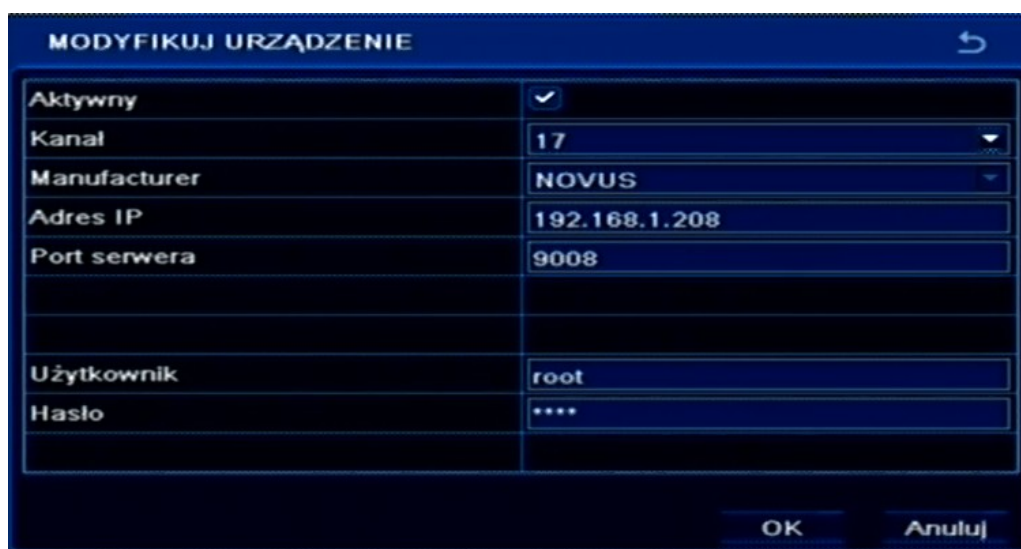 MODYFIKUJ URZĄDZENIE
Aktywny
Kanał 17
Manufacturer NOVUS
Adres IP 192.168.1.208
Port serwera 9008
Użytkownik root
Hasło ****
OK Anuluj